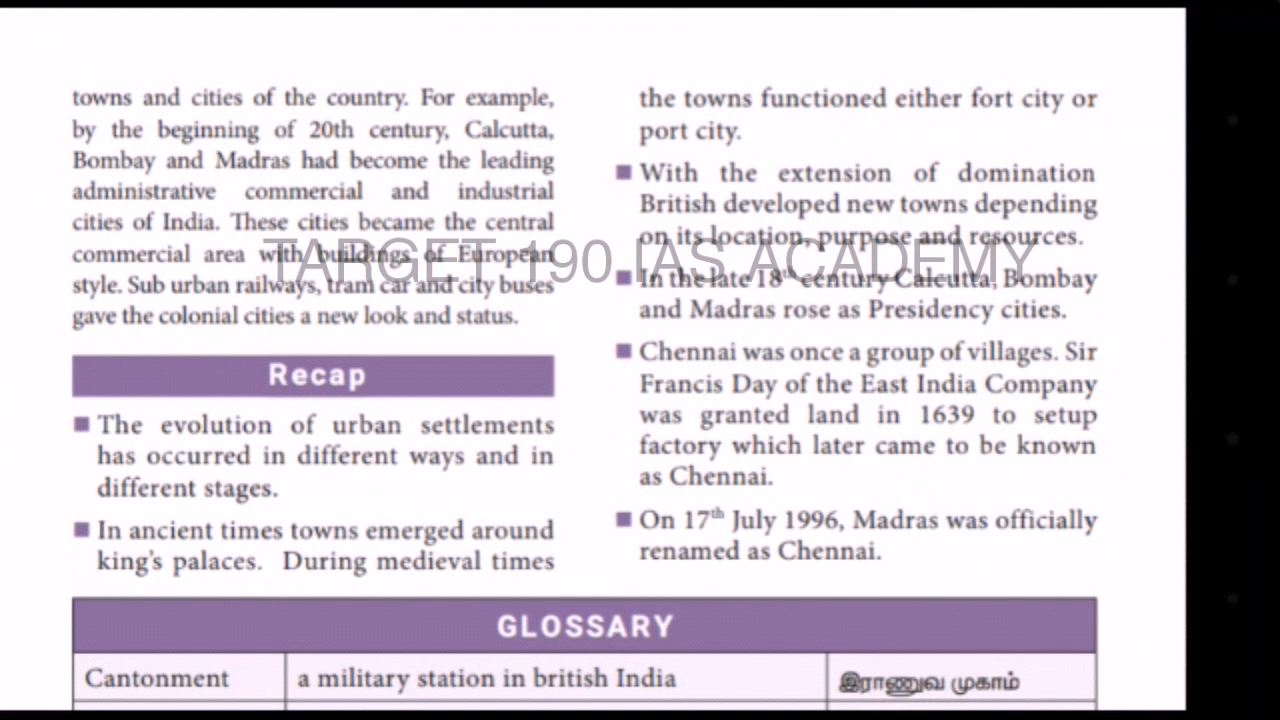 towns and cities of the country. For example,
by the beginning of 20th century, Calcutta,
Bombay and Madras had become the leading
administrative commercial and industrial
cities of India. These cities became the central
commercial area with buildings of European
style. Sub urban railways, tram car and city buses
gave the colonial cities a new look and status.
Recap
■ The evolution of urban settlements
has occurred in different ways and in
different stages.
■ In ancient times towns emerged around
king's palaces. During medieval times
the towns functioned either fort city or
port city.
■ With the extension of domination
British developed new towns depending
on its location, purpose and resources.
■ In the late 18th century Calcutta, Bombay
and Madras rose as Presidency cities.
■ Chennai was once a group of villages. Sir
Francis Day of the East India Company
was granted land in 1639 to setup
factory which later came to be known
as Chennai.
■ On 17th July 1996, Madras was officially
renamed as Chennai.
TARGET 190 IAS ACADEMY
GLOSSARY
Cantonment a military station in british India இராணுவ முகாம்